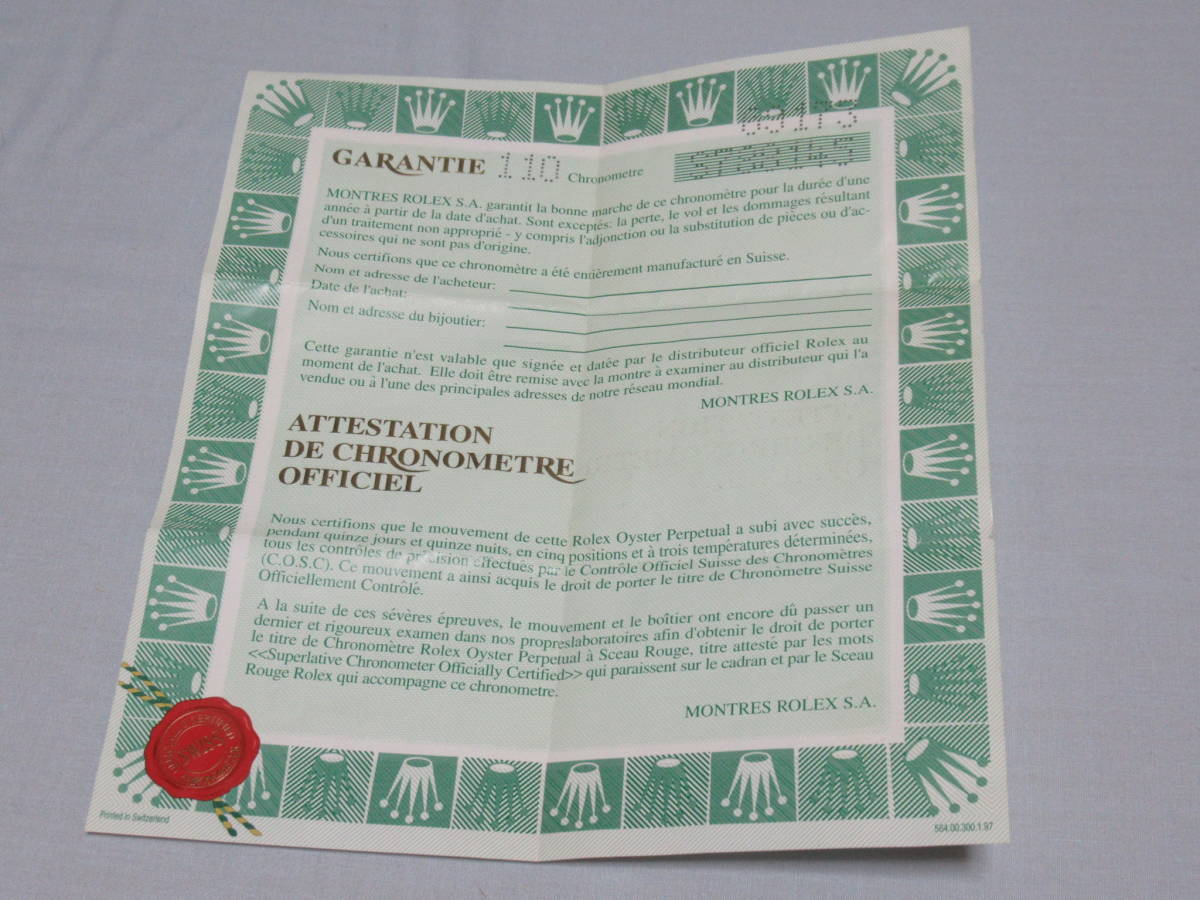 GARANTIE 110 Chronometre
MONTRES ROLEX S.A. garantit la bonne marche de ce chronomètre pour la durée d'une
année à partir de la date d'achat. Sont exceptés: la perte, le vol et les dommages résultant
d'un traitement non approprié - y compris l'adjonction ou la substitution de pièces ou d'ac-
cessoires qui ne sont pas d'origine.
Nous certifions que ce chronomètre a été entièrement manufacturé en Suisse.
Nom et adresse de l'acheteur:
Date de l'achat:
Nom et adresse du bijoutier:
Cette garantie n'est valable que signée et datée par le distributeur officiel Rolex au
moment de l'achat. Elle doit être remise avec la montre à examiner au distributeur qui l'a
vendue ou à l'une des principales adresses de notre réseau mondial.
MONTRES ROLEX S.A.
ATTESTATION
DE CHRONOMETRE
OFFICIEL
Nous certifions que le mouvement de cette Rolex Oyster Perpetual a subi avec succès,
pendant quinze jours et quinze nuits, en cinq positions et à trois températures déterminées,
tous les contrôles de précision effectués par le Contrôle Officiel Suisse des Chronomètres
(C.O.S.C). Ce mouvement a ainsi acquis le droit de porter le titre de Chronòmetre Suisse
Officiellement Contrôlé.
A la suite de ces sévères épreuves, le mouvement et le boîtier ont encore dû passer un
dernier et rigoureux examen dans nos propreslaboratoires afin d'obtenir le droit de porter
le titre de Chronomètre Rolex Oyster Perpetual à Sceau Rouge, titre attesté par les mots
<<Superlative Chronometer Officially Certified>> qui paraissent sur le cadran et par le Sceau
Rouge Rolex qui accompagne ce chronometre.
MONTRES ROLEX S.A.
Printed in Switzerland
564.00.300.1.97